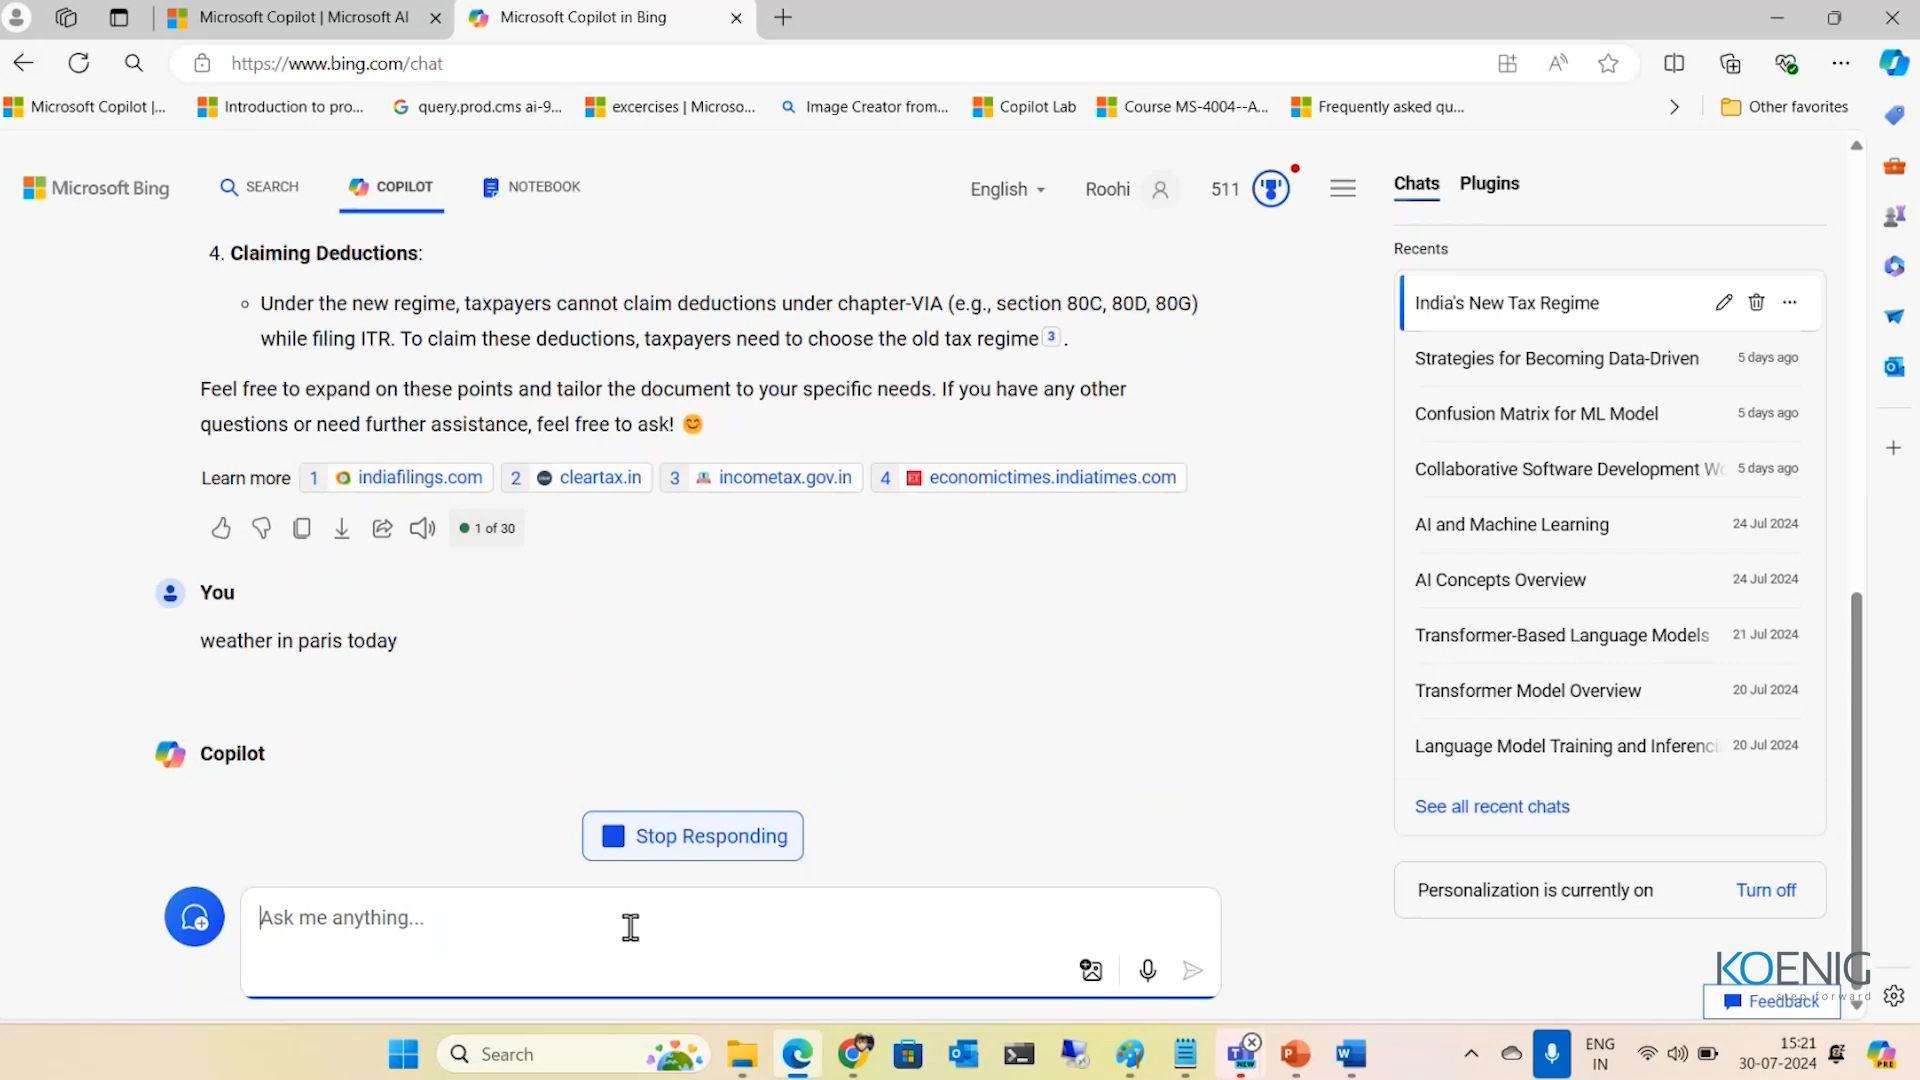 Microsoft Copilot | Microsoft AI
Microsoft Copilot in Bing
https://www.bing.com/chat
Microsoft Copilot |...
Introduction to pro...
query.prod.cms ai-9...
excercises | Microso...
Image Creator from...
Copilot Lab
Course MS-4004--A...
Frequently asked qu...
Other favorites
Microsoft Bing
SEARCH
COPILOT
NOTEBOOK
English
Roohi
511
4. Claiming Deductions:
Under the new regime, taxpayers cannot claim deductions under chapter-VIA (e.g., section 80C, 80D, 80G)
while filing ITR. To claim these deductions, taxpayers need to choose the old tax regime 3 .
Feel free to expand on these points and tailor the document to your specific needs. If you have any other
questions or need further assistance, feel free to ask! 😊
Learn more 1 indiafilings.com 2 cleartax.in 3 incometax.gov.in 4 economictimes.indiatimes.com
1 of 30
You
weather in paris today
Copilot
Stop Responding
Ask me anything...
Chats
Plugins
Recents
India's New Tax Regime
Strategies for Becoming Data-Driven 5 days ago
Confusion Matrix for ML Model 5 days ago
Collaborative Software Development 5 days ago
AI and Machine Learning 24 Jul 2024
AI Concepts Overview 24 Jul 2024
Transformer-Based Language Models 21 Jul 2024
Transformer Model Overview 20 Jul 2024
Language Model Training and Inferenci 20 Jul 2024
See all recent chats
Personalization is currently on Turn off
KOENIG
step forward
Feedback
Search
NEW
ENG
IN
15:21
30-07-2024
PRE